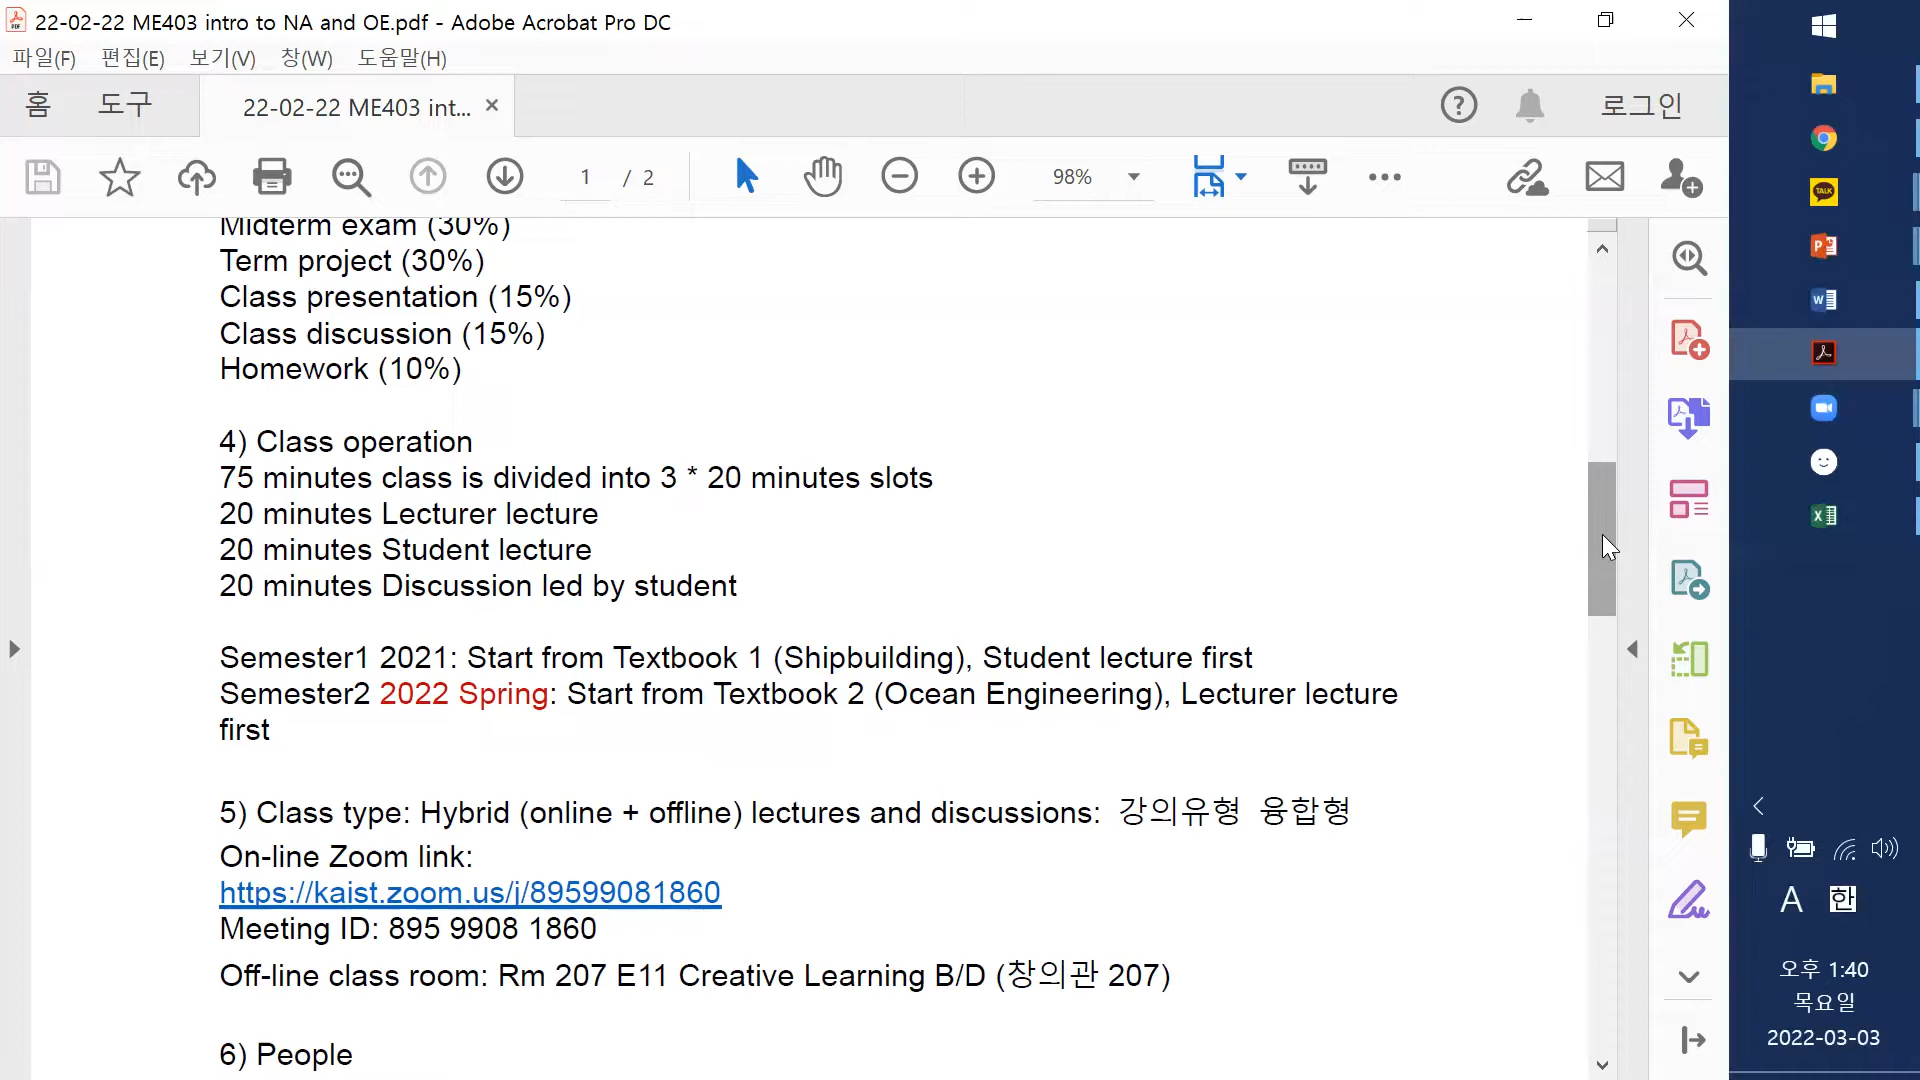 22-02-22 ME403 intro to NA and OE.pdf - Adobe Acrobat Pro DC
파일(F) 편집(E) 보기(V) 창(W) 도움말(H)
홈 도구 22-02-22 ME403 int... 로그인
1 / 2 98%
Midterm exam (30%)
Term project (30%)
Class presentation (15%)
Class discussion (15%)
Homework (10%)
4) Class operation
75 minutes class is divided into 3 * 20 minutes slots
20 minutes Lecturer lecture
20 minutes Student lecture
20 minutes Discussion led by student
Semester1 2021: Start from Textbook 1 (Shipbuilding), Student lecture first
Semester2 2022 Spring: Start from Textbook 2 (Ocean Engineering), Lecturer lecture
first
5) Class type: Hybrid (online + offline) lectures and discussions: 강의유형 융합형
On-line Zoom link:
https://kaist.zoom.us/j/89599081860
Meeting ID: 895 9908 1860
Off-line class room: Rm 207 E11 Creative Learning B/D (창의관 207)
6) People
TALK
A 한
오후 1:40
목요일
2022-03-03